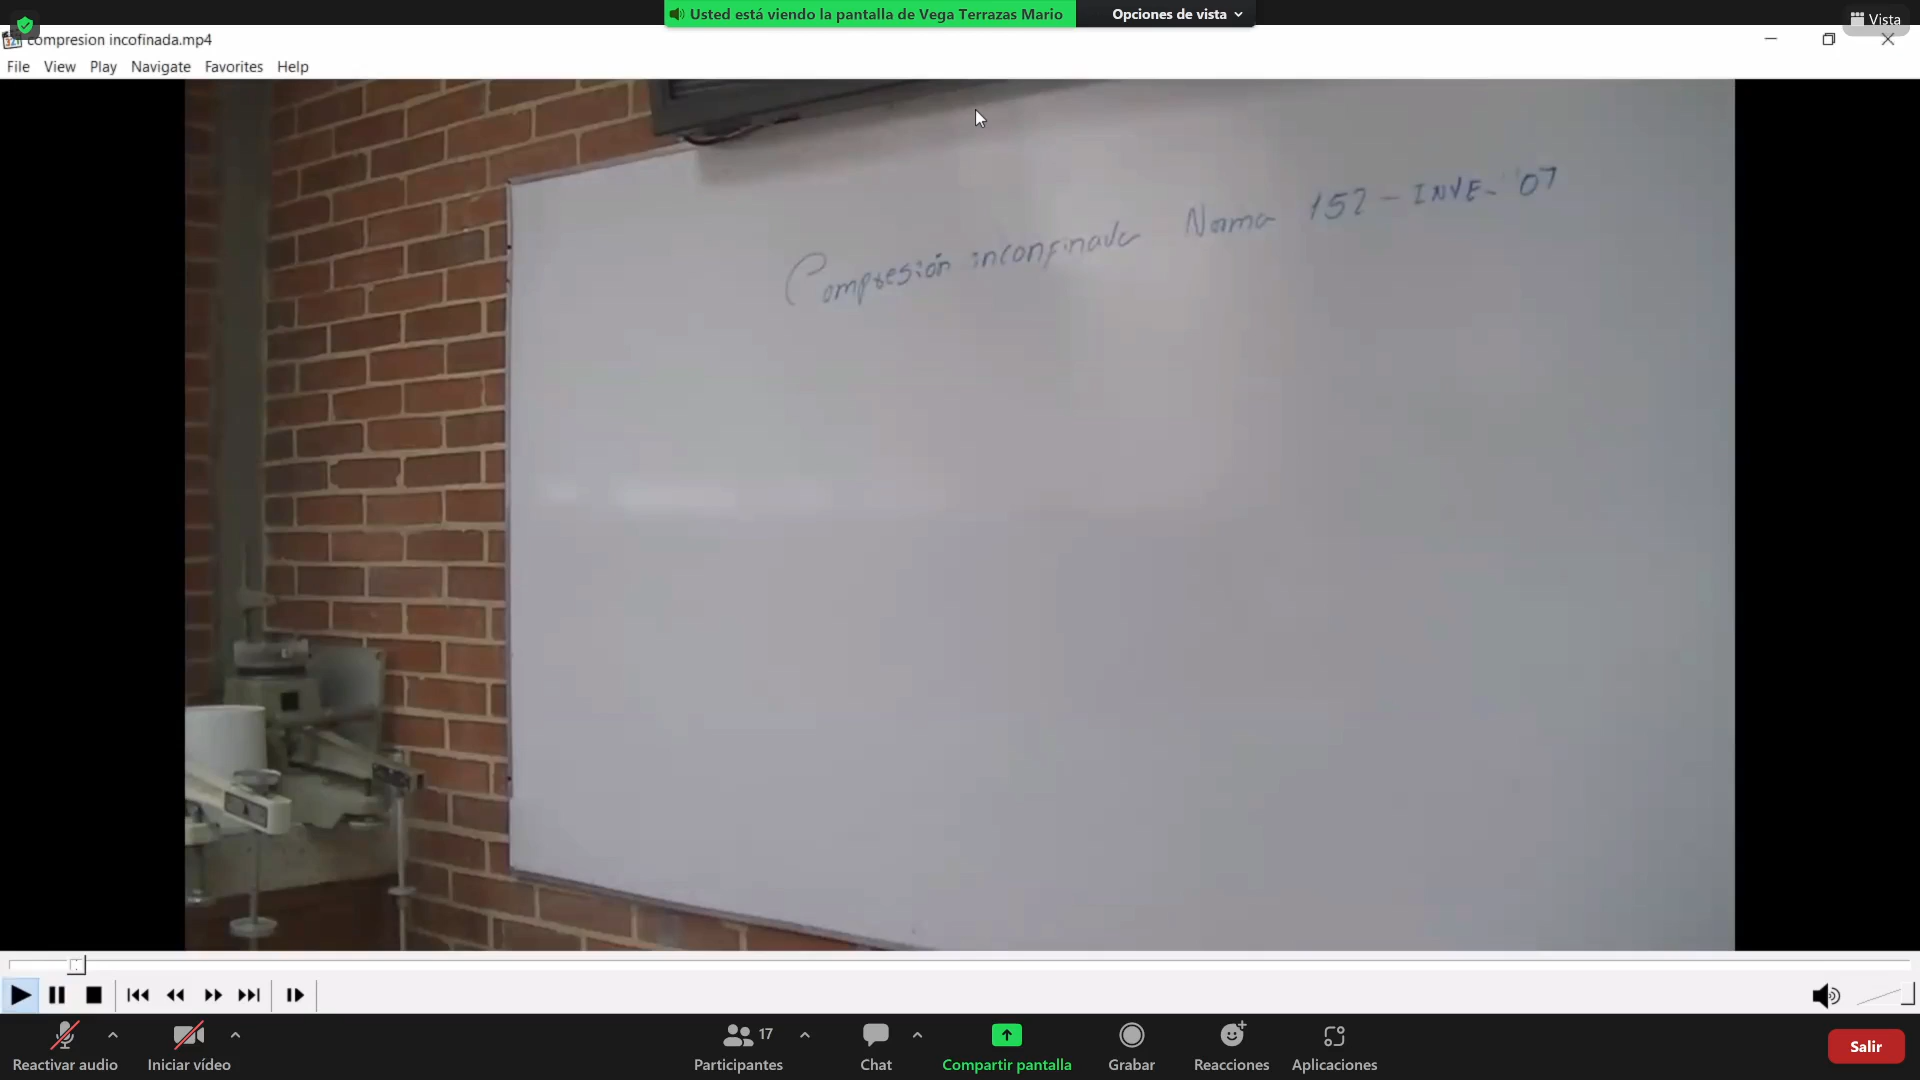 Usted está viendo la pantalla de Vega Terrazas Mario
Opciones de vista
Vista
compresion incofinada.mp4
File View Play Navigate Favorites Help
Compresión inconfinada Norma 152 - INVE - 07
Reactivar audio
Iniciar vídeo
17
Participantes
Chat
Compartir pantalla
Grabar
Reacciones
Aplicaciones
Salir